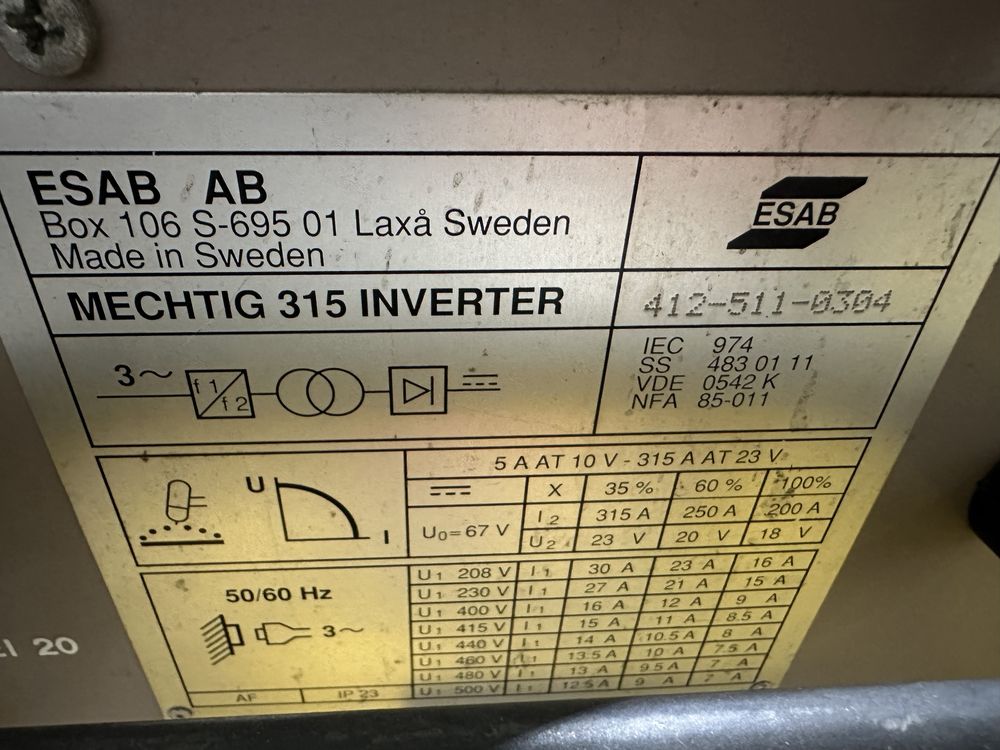 ESAB AB
Box 106 S-695 01 Laxå Sweden
Made in Sweden
ESAB
MECHTIG 315 INVERTER
412-511-0304
3~
f1/f2
IEC 974
SS 483 01 11
VDE 0542 K
NFA 85-011
5 A AT 10 V - 315 A AT 23 V
X 35 % 60 % 100%
U I
U0=67 V
I2 315 A 250 A 200 A
U2 23 V 20 V 18 V
50/60 Hz
3~
U1 208 V I1 30 A 23 A 16 A
U1 230 V I1 27 A 21 A 15 A
U1 400 V I1 16 A 12 A 9 A
U1 415 V I1 15 A 11 A 8.5 A
U1 440 V I1 14 A 10.5 A 8 A
U1 460 V I1 13.5 A 10 A 7.5 A
U1 480 V I1 13 A 9.5 A 7 A
U1 500 V I1 12.5 A 9 A 7 A
AF IP 23
20